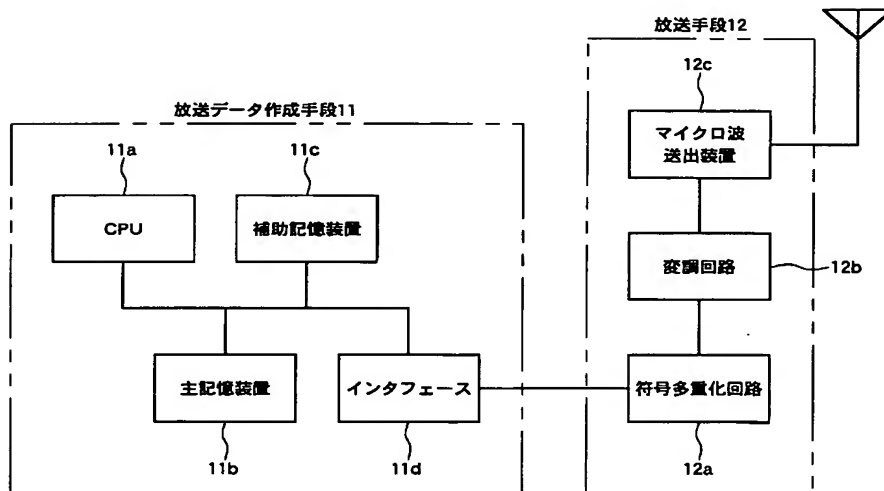 放送手段12
12c
マイクロ波
送出装置
放送データ作成手段11
11a
11c
CPU
補助記憶装置
変調回路
12b
主記憶装置
インタフェース
符号多重化回路
11b
11d
12a